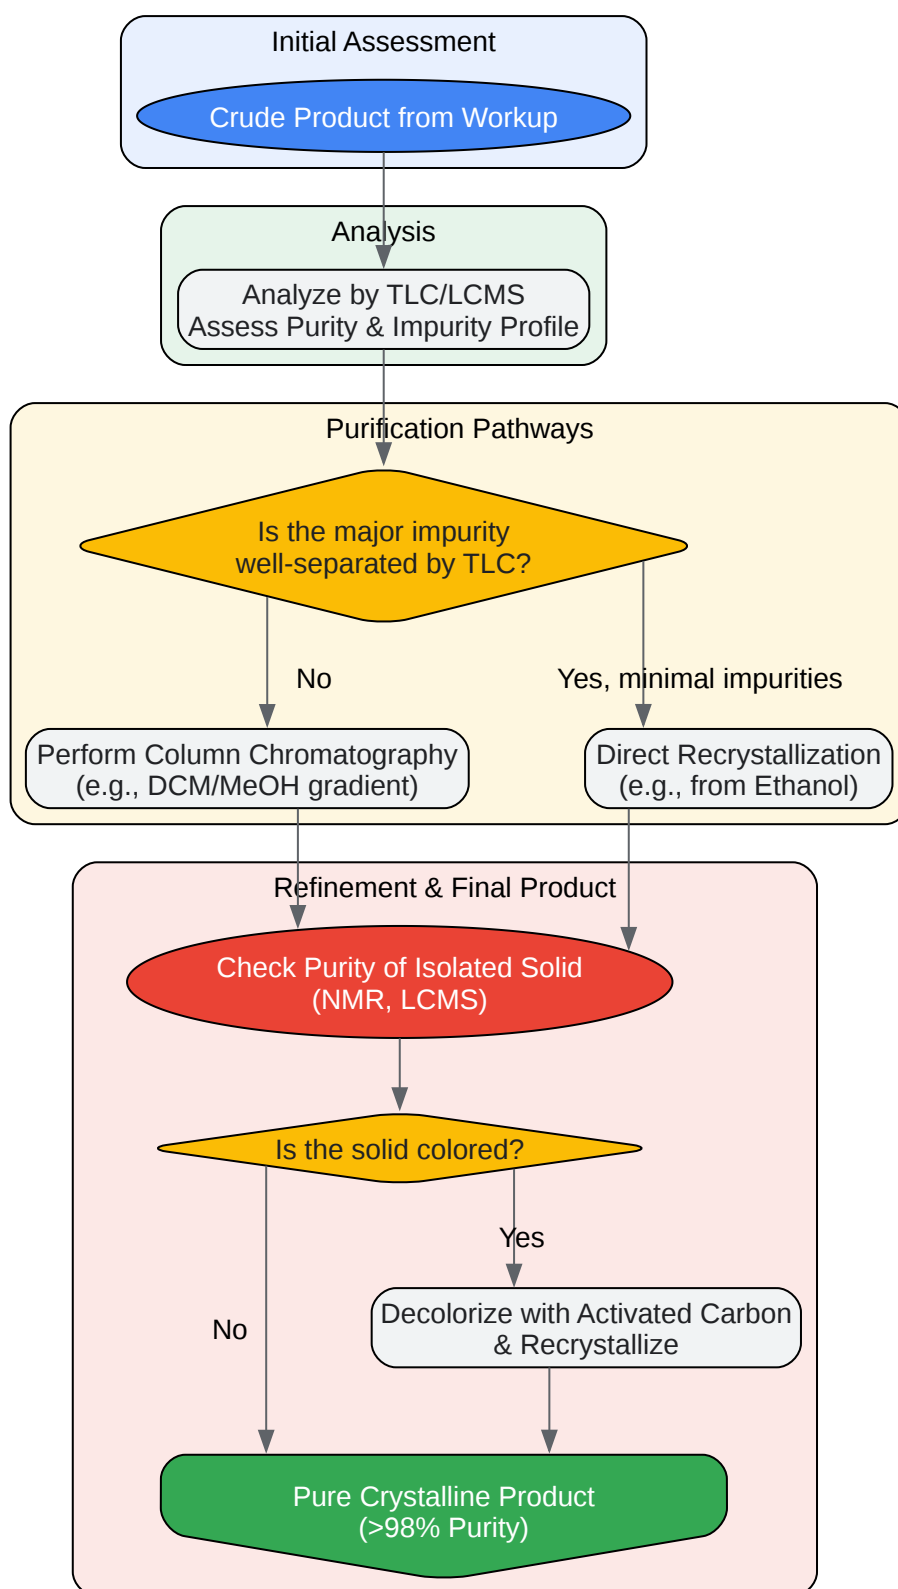 Initial Assessment
Crude Product from Workup
Analysis
Analyze by TLC/LCMS
Assess Purity & Impurity Profile
Purification Pathways
Is the major impurity
well-separated by TLC?
No
Yes, minimal impurities
Perform Column Chromatography
(e.g., DCM/MeOH gradient)
Direct Recrystallization
(e.g., from Ethanol)
Refinement & Final Product
Check Purity of Isolated Solid
(NMR, LCMS)
Is the solid colored?
Yes
Decolorize with Activated Carbon
& Recrystallize
No
Pure Crystalline Product
(>98% Purity)